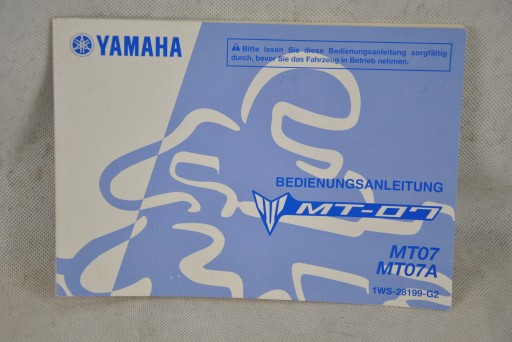 YAMAHA
⚠ Bitte lesen Sie diese Bedienungsanleitung sorgfältig
durch, bevor Sie das Fahrzeug in Betrieb nehmen.
BEDIENUNGSANLEITUNG
MT-07
MT07
MT07A
1WS-28199-G2